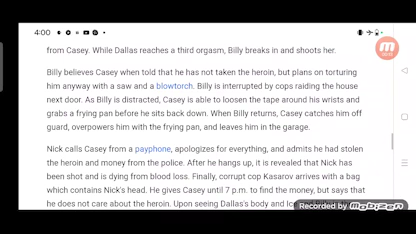 4:00
from Casey. While Dallas reaches a third orgasm, Billy breaks in and shoots her.
Billy believes Casey when told that he has not taken the heroin, but plans on torturing
him anyway with a saw and a blowtorch. Billy is interrupted by cops raiding the house
next door. As Billy is distracted, Casey is able to loosen the tape around his wrists and
grabs a frying pan before he sits back down. When Billy returns, Casey catches him off
guard, overpowers him with the frying pan, and leaves him in the garage.
Nick calls Casey from a payphone, apologizes for everything, and admits he had stolen
the heroin and money from the police. After he hangs up, it is revealed that Nick has
been shot and is dying from blood loss. Finally, corrupt cop Kasarov arrives with a bag
which contains Nick's head. He gives Casey until 7 p.m. to find the money, but says that
he does not care about the heroin. Upon seeing Dallas's body and
Recorded by Mobizen